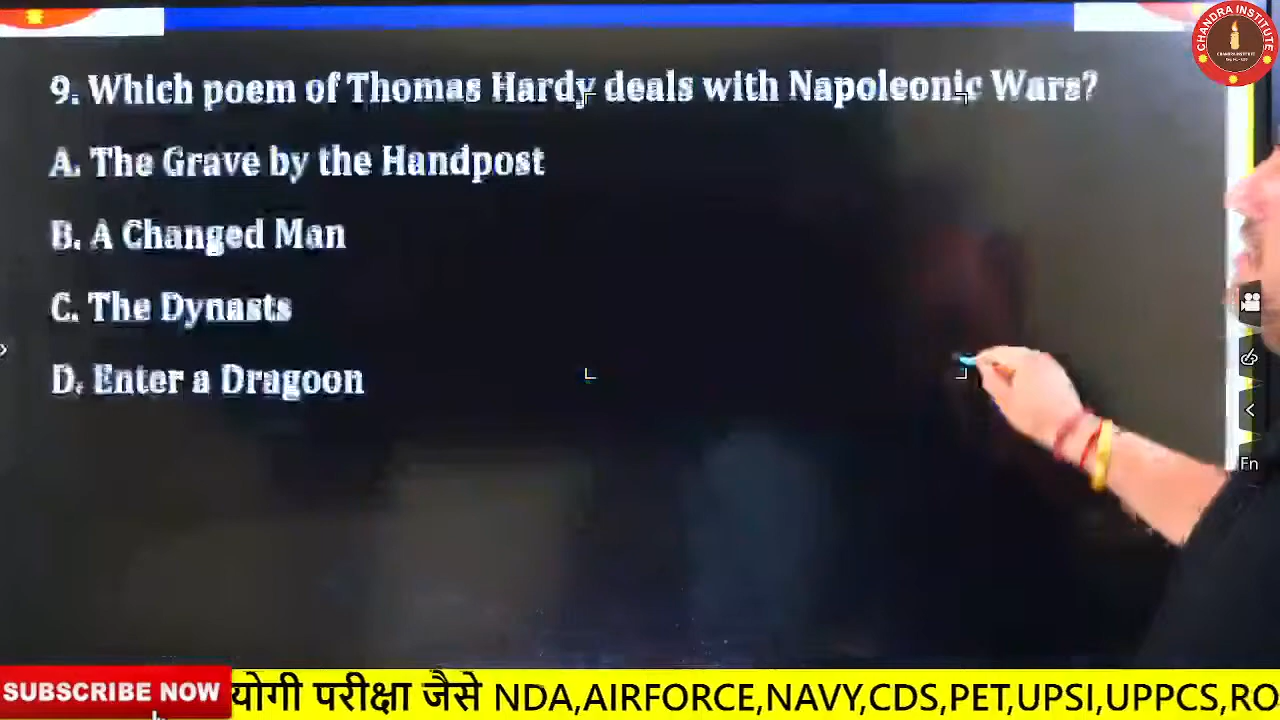 CHANDRA INSTITUTE
9. Which poem of Thomas Hardy deals with Napoleonic Wars?
A. The Grave by the Handpost
B. A Changed Man
C. The Dynasts
D. Enter a Dragoon
Fn
SUBSCRIBE NOW
योगी परीक्षा जैसे NDA,AIRFORCE,NAVY,CDS,PET,UPSI,UPPCS,RO